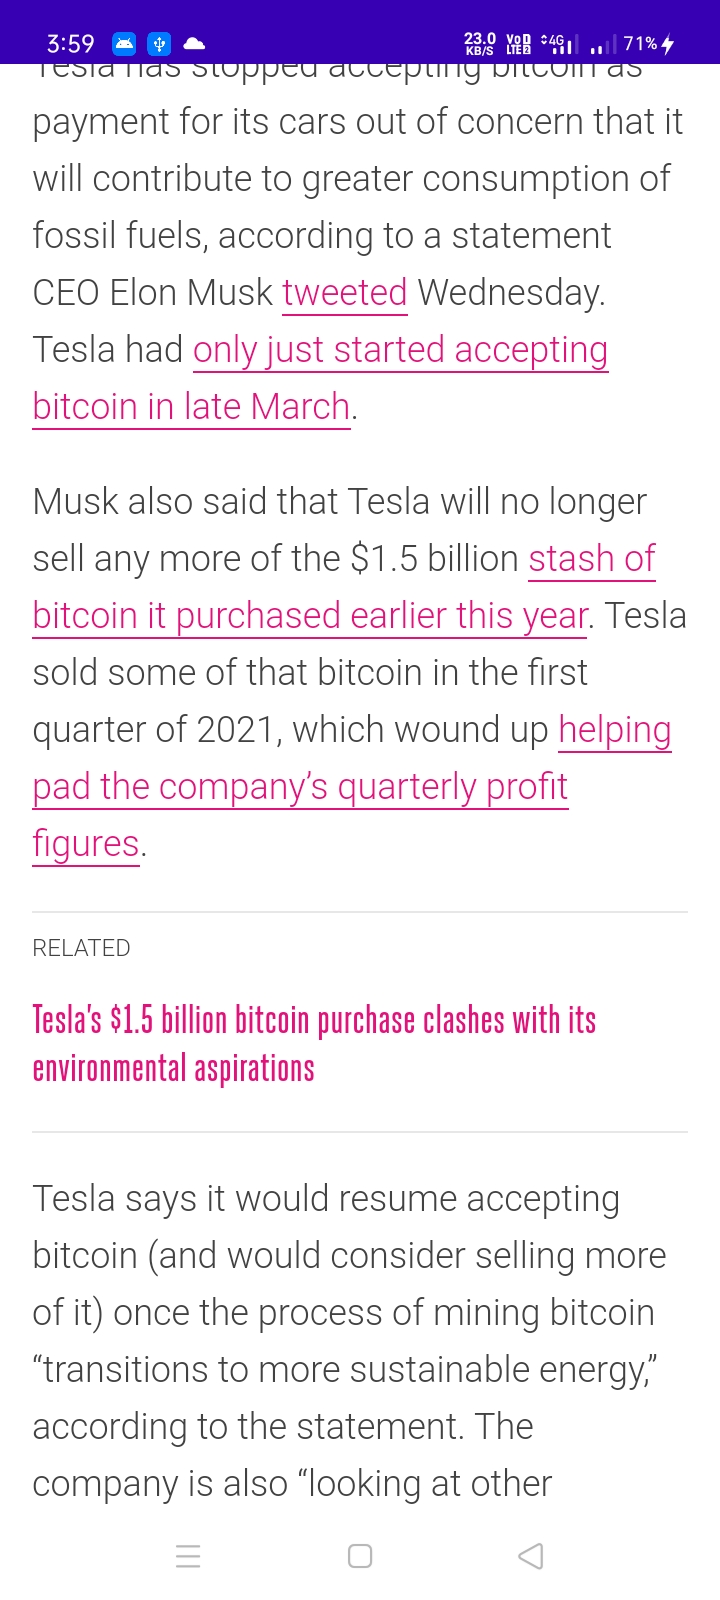 3:59
23.0 KB/S VoD LTE2 4G 71%
Tesla has stopped accepting bitcoin as
payment for its cars out of concern that it
will contribute to greater consumption of
fossil fuels, according to a statement
CEO Elon Musk tweeted Wednesday.
Tesla had only just started accepting
bitcoin in late March.
Musk also said that Tesla will no longer
sell any more of the $1.5 billion stash of
bitcoin it purchased earlier this year. Tesla
sold some of that bitcoin in the first
quarter of 2021, which wound up helping
pad the company’s quarterly profit
figures.
RELATED
Tesla's $1.5 billion bitcoin purchase clashes with its
environmental aspirations
Tesla says it would resume accepting
bitcoin (and would consider selling more
of it) once the process of mining bitcoin
“transitions to more sustainable energy,”
according to the statement. The
company is also “looking at other